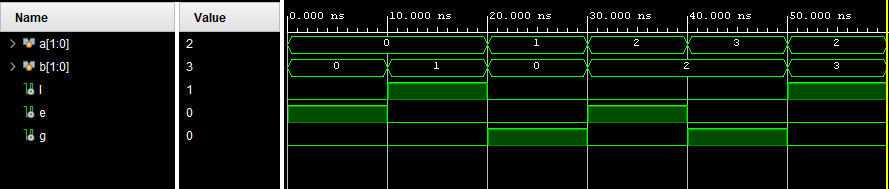 Name Value 0.000 ns 10.000 ns 20.000 ns 30.000 ns 40.000 ns 50.000 ns
a[1:0] 2 0 1 2 3 2
b[1:0] 3 0 1 0 2 3
l 1
e 0
g 0